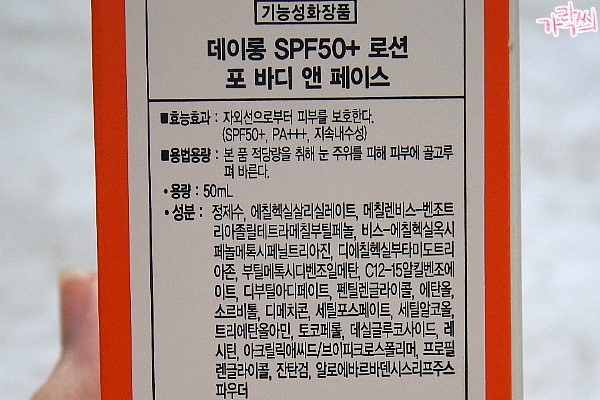 가락씨
기능성화장품
데이롱 SPF50+ 로션
포 바디 앤 페이스
■효능효과 : 자외선으로부터 피부를 보호한다.
(SPF50+, PA+++, 지속내수성)
■용법용량 : 본 품 적당량을 취해 눈 주위를 피해 피부에 골고루
펴 바른다.
•용량 : 50mL
•성분 : 정제수, 에칠헥실살리실레이트, 메칠렌비스-벤조트
리아졸릴테트라메칠부틸페놀, 비스-에칠헥실옥시
페놀메톡시페닐트리아진, 디에칠헥실부타미도트리
아존, 부틸메톡시디벤조일메탄, C12-15알킬벤조에
이트, 디부틸아디페이트, 펜틸렌글라이콜, 에탄올,
소르비톨, 디메치콘, 세틸포스페이트, 세틸알코올,
트리에탄올아민, 토코페롤, 데실글루코사이드, 레
시틴, 아크릴릭애씨드/브이피크로스폴리머, 프로필
렌글라이콜, 잔탄검, 알로에바르바덴시스리프주스
파우더